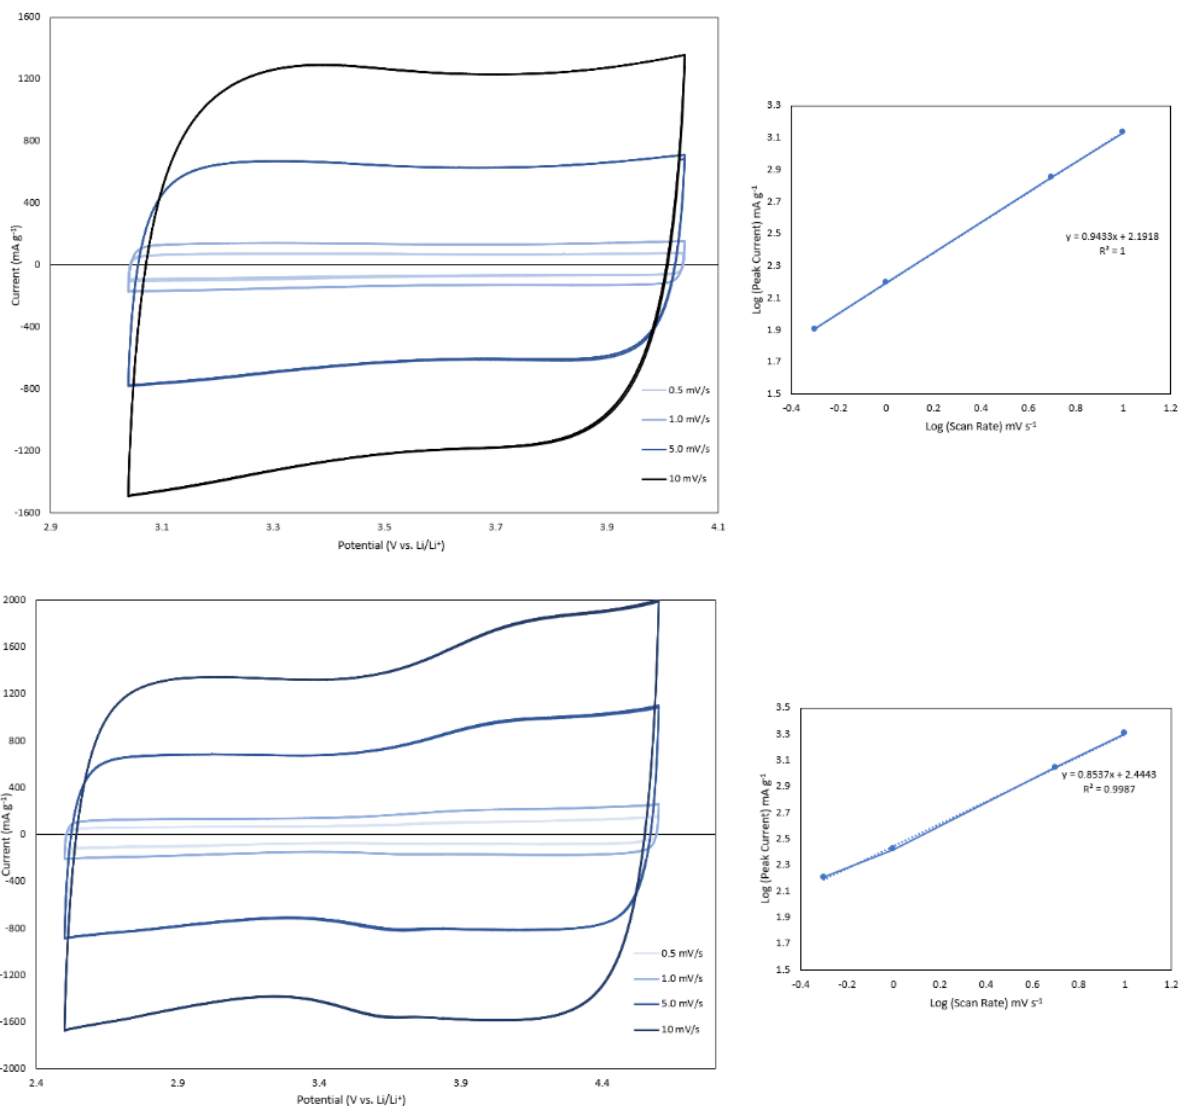 1600
1200
800
400
0
-400
-800
-1200
-1600
Current (mA g⁻¹)
2.9 3.1 3.3 3.5 3.7 3.9 4.1
Potential (V vs. Li/Li⁺)
0.5 mV/s
1.0 mV/s
5.0 mV/s
10 mV/s
3.3
3.1
2.9
2.7
2.5
2.3
2.1
1.9
1.7
1.5
Log (Peak Current) mA g⁻¹
y = 0.9433x + 2.1918
R² = 1
-0.4 -0.2 0 0.2 0.4 0.6 0.8 1 1.2
Log (Scan Rate) mV s⁻¹
2000
1600
1200
800
400
0
-400
-800
-1200
-1600
-2000
Current (mA g⁻¹)
2.4 2.9 3.4 3.9 4.4
Potential (V vs. Li/Li⁺)
0.5 mV/s
1.0 mV/s
5.0 mV/s
10 mV/s
3.5
3.3
3.1
2.9
2.7
2.5
2.3
2.1
1.9
1.7
1.5
Log (Peak Current) mA g⁻¹
y = 0.8537x + 2.4443
R² = 0.9987
-0.4 -0.2 0 0.2 0.4 0.6 0.8 1 1.2
Log (Scan Rate) mV s⁻¹